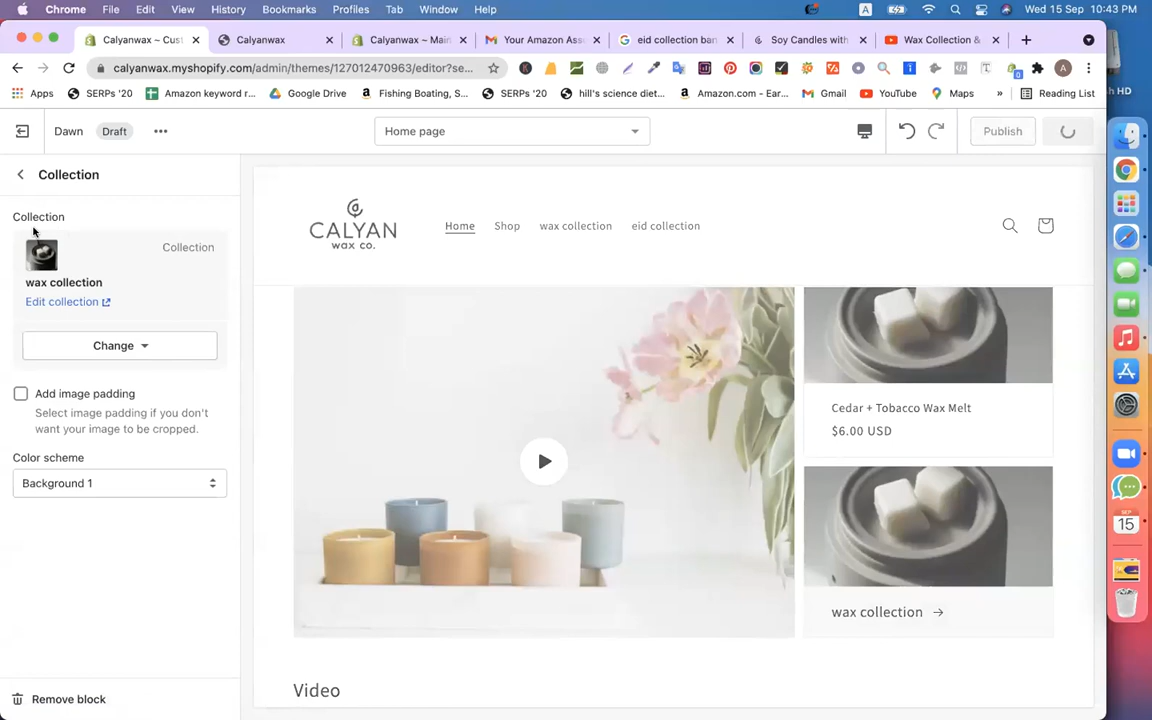 Chrome File Edit View History Bookmarks Profiles Tab Window Help A Wed 15 Sep 10:43 PM
Calyanwax ~ Cus Calyanwax Calyanwax ~ Mai Your Amazon Ass eid collection ban Soy Candles with Wax Collection &
calyanwax.myshopify.com/admin/themes/127012470963/editor?se...
Apps SERPs '20 Amazon keyword r... Google Drive Fishing Boating, S... SERPs '20 hill's science diet... Amazon.com - Ear... Gmail YouTube Maps » Reading List
Dawn Draft Home page Publish
Collection
Collection
Collection
wax collection
Edit collection
Change
Add image padding
Select image padding if you don't
want your image to be cropped.
Color scheme
Background 1
Remove block
CALYAN
wax co.
Home Shop wax collection eid collection
Cedar + Tobacco Wax Melt
$6.00 USD
wax collection →
Video
SEP
15